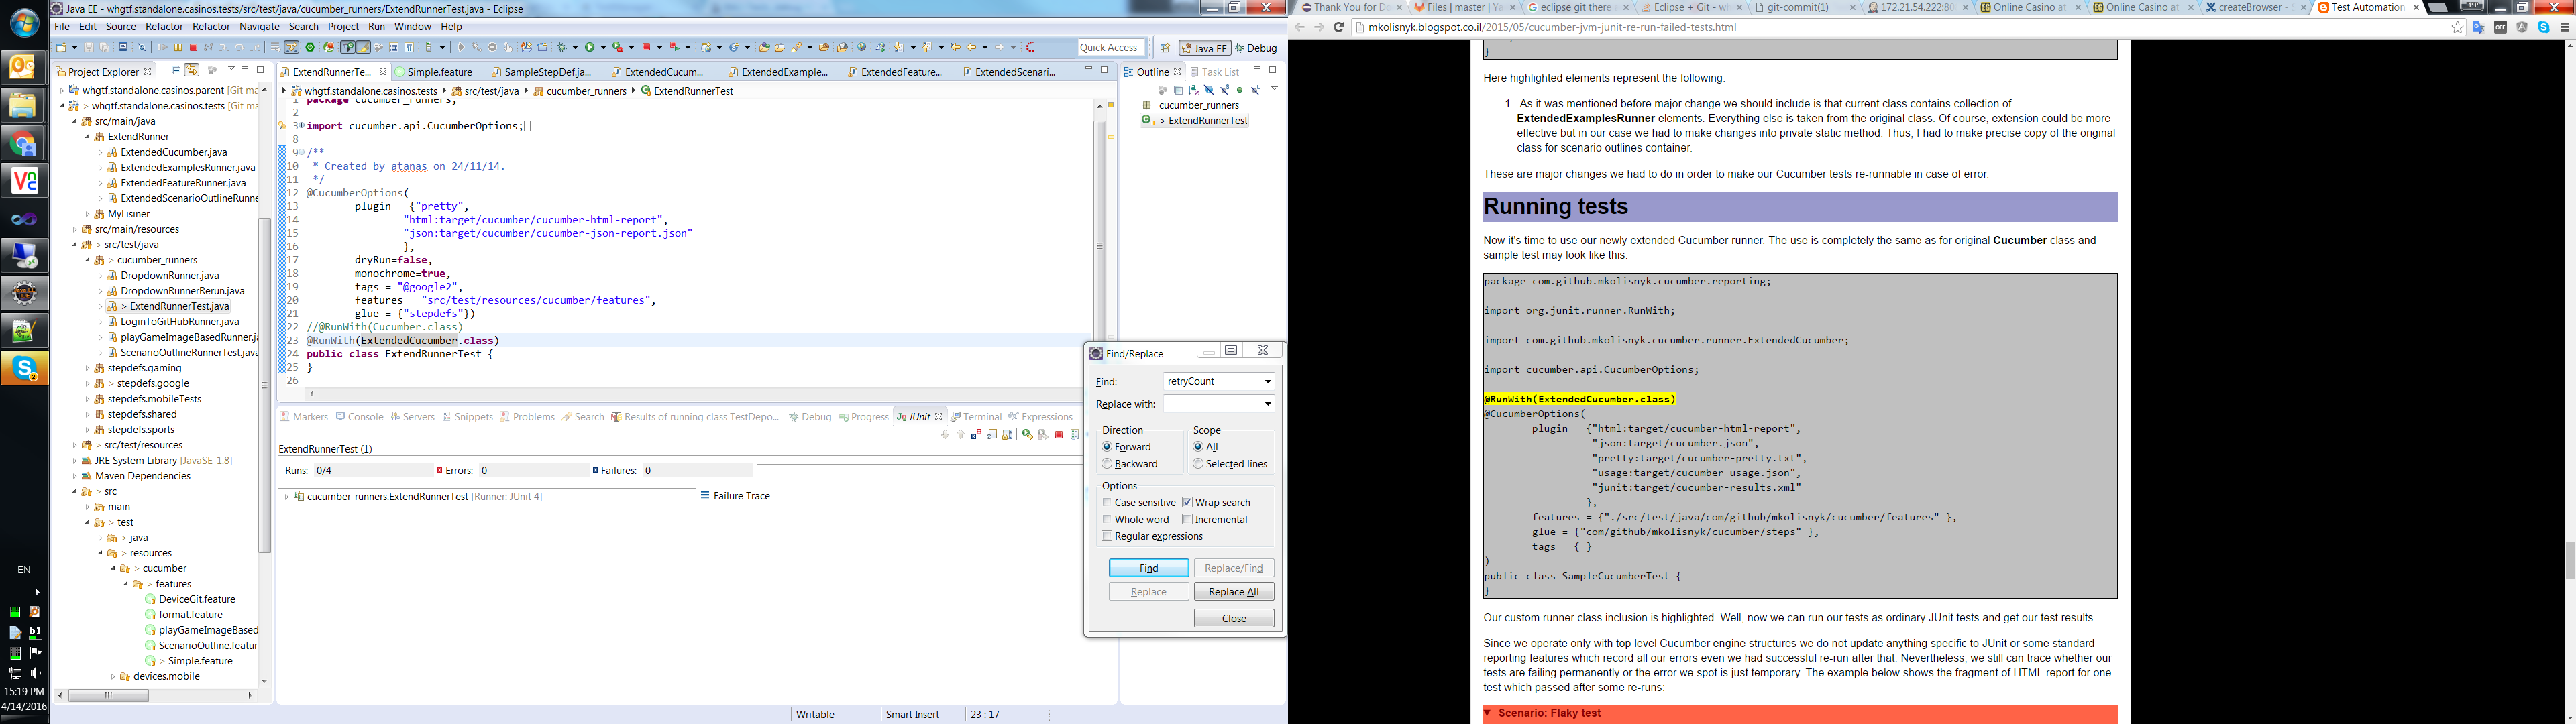 Java EE - whgtf.standalone.casinos.tests/src/test/java/cucumber_runners/ExtendRunnerTest.java - Eclipse
File Edit Source Refactor Refactor Navigate Search Project Run Window Help
Quick Access
Java EE
Debug
Project Explorer
whgtf.standalone.casinos.parent [Git ma
> whgtf.standalone.casinos.tests [Git ma
src/main/java
ExtendRunner
ExtendedCucumber.java
ExtendedExamplesRunner.java
ExtendedFeatureRunner.java
ExtendedScenarioOutlineRunne
MyLisiner
src/main/resources
> src/test/java
> cucumber_runners
DropdownRunner.java
DropdownRunnerRerun.java
> ExtendRunnerTest.java
LoginToGitHubRunner.java
playGameImageBasedRunner.ja
ScenarioOutlineRunnerTest.java
stepdefs.gaming
> stepdefs.google
stepdefs.mobileTests
stepdefs.shared
stepdefs.sports
> src/test/resources
JRE System Library [JavaSE-1.8]
Maven Dependencies
> src
main
> test
> java
> resources
> cucumber
> features
DeviceGit.feature
format.feature
playGameImageBased
ScenarioOutline.featur
> Simple.feature
devices.mobile
EN
61
15:19 PM
4/14/2016
ExtendRunnerTe...
Simple.feature
SampleStepDef.ja...
ExtendedCucum...
ExtendedExample...
ExtendedFeature...
ExtendedScenari...
whgtf.standalone.casinos.tests
src/test/java
cucumber_runners
ExtendRunnerTest
1 package cucumber_runners;
2
3 import cucumber.api.CucumberOptions;
8
9 /**
10 * Created by atanas on 24/11/14.
11 */
12 @CucumberOptions(
13 plugin = {"pretty",
14 "html:target/cucumber/cucumber-html-report",
15 "json:target/cucumber/cucumber-json-report.json"
16 },
17 dryRun=false,
18 monochrome=true,
19 tags = "@google2",
20 features = "src/test/resources/cucumber/features",
21 glue = {"stepdefs"})
22 //@RunWith(Cucumber.class)
23 @RunWith(ExtendedCucumber.class)
24 public class ExtendRunnerTest {
25 }
26
Outline
Task List
cucumber_runners
> ExtendRunnerTest
Markers Console Servers Snippets Problems Search Results of running class TestDepo... Debug Progress JUnit Terminal Expressions
ExtendRunnerTest (1)
Runs: 0/4 Errors: 0 Failures: 0
cucumber_runners.ExtendRunnerTest [Runner: JUnit 4]
Failure Trace
Writable Smart Insert 23 : 17
Find/Replace
Find: retryCount
Replace with:
Direction
Forward
Backward
Scope
All
Selected lines
Options
Case sensitive
Wrap search
Whole word
Incremental
Regular expressions
Find
Replace/Find
Replace
Replace All
Close
Thank You for Do
Files | master | Ya
eclipse git there a
Eclipse + Git - wh
git-commit(1)
172.21.54.222:80
Online Casino at
Online Casino at
createBrowser -
Test Automation
mkolisnyk.blogspot.co.il/2015/05/cucumber-jvm-junit-re-run-failed-tests.html
}
Here highlighted elements represent the following:
1. As it was mentioned before major change we should include is that current class contains collection of
ExtendedExamplesRunner elements. Everything else is taken from the original class. Of course, extension could be more
effective but in our case we had to make changes into private static method. Thus, I had to make precise copy of the original
class for scenario outlines container.
These are major changes we had to do in order to make our Cucumber tests re-runnable in case of error.
Running tests
Now it's time to use our newly extended Cucumber runner. The use is completely the same as for original Cucumber class and
sample test may look like this:
package com.github.mkolisnyk.cucumber.reporting;
import org.junit.runner.RunWith;
import com.github.mkolisnyk.cucumber.runner.ExtendedCucumber;
import cucumber.api.CucumberOptions;
@RunWith(ExtendedCucumber.class)
@CucumberOptions(
plugin = {"html:target/cucumber-html-report",
"json:target/cucumber.json",
"pretty:target/cucumber-pretty.txt",
"usage:target/cucumber-usage.json",
"junit:target/cucumber-results.xml"
},
features = {"./src/test/java/com/github/mkolisnyk/cucumber/features" },
glue = {"com/github/mkolisnyk/cucumber/steps" },
tags = { }
)
public class SampleCucumberTest {
}
Our custom runner class inclusion is highlighted. Well, now we can run our tests as ordinary JUnit tests and get our test results.
Since we operate only with top level Cucumber engine structures we do not update anything specific to JUnit or some standard
reporting features which record all our errors even we had successful re-run after that. Nevertheless, we still can trace whether our
tests are failing permanently or the error we spot is just temporary. The example below shows the fragment of HTML report for one
test which passed after some re-runs:
Scenario: Flaky test